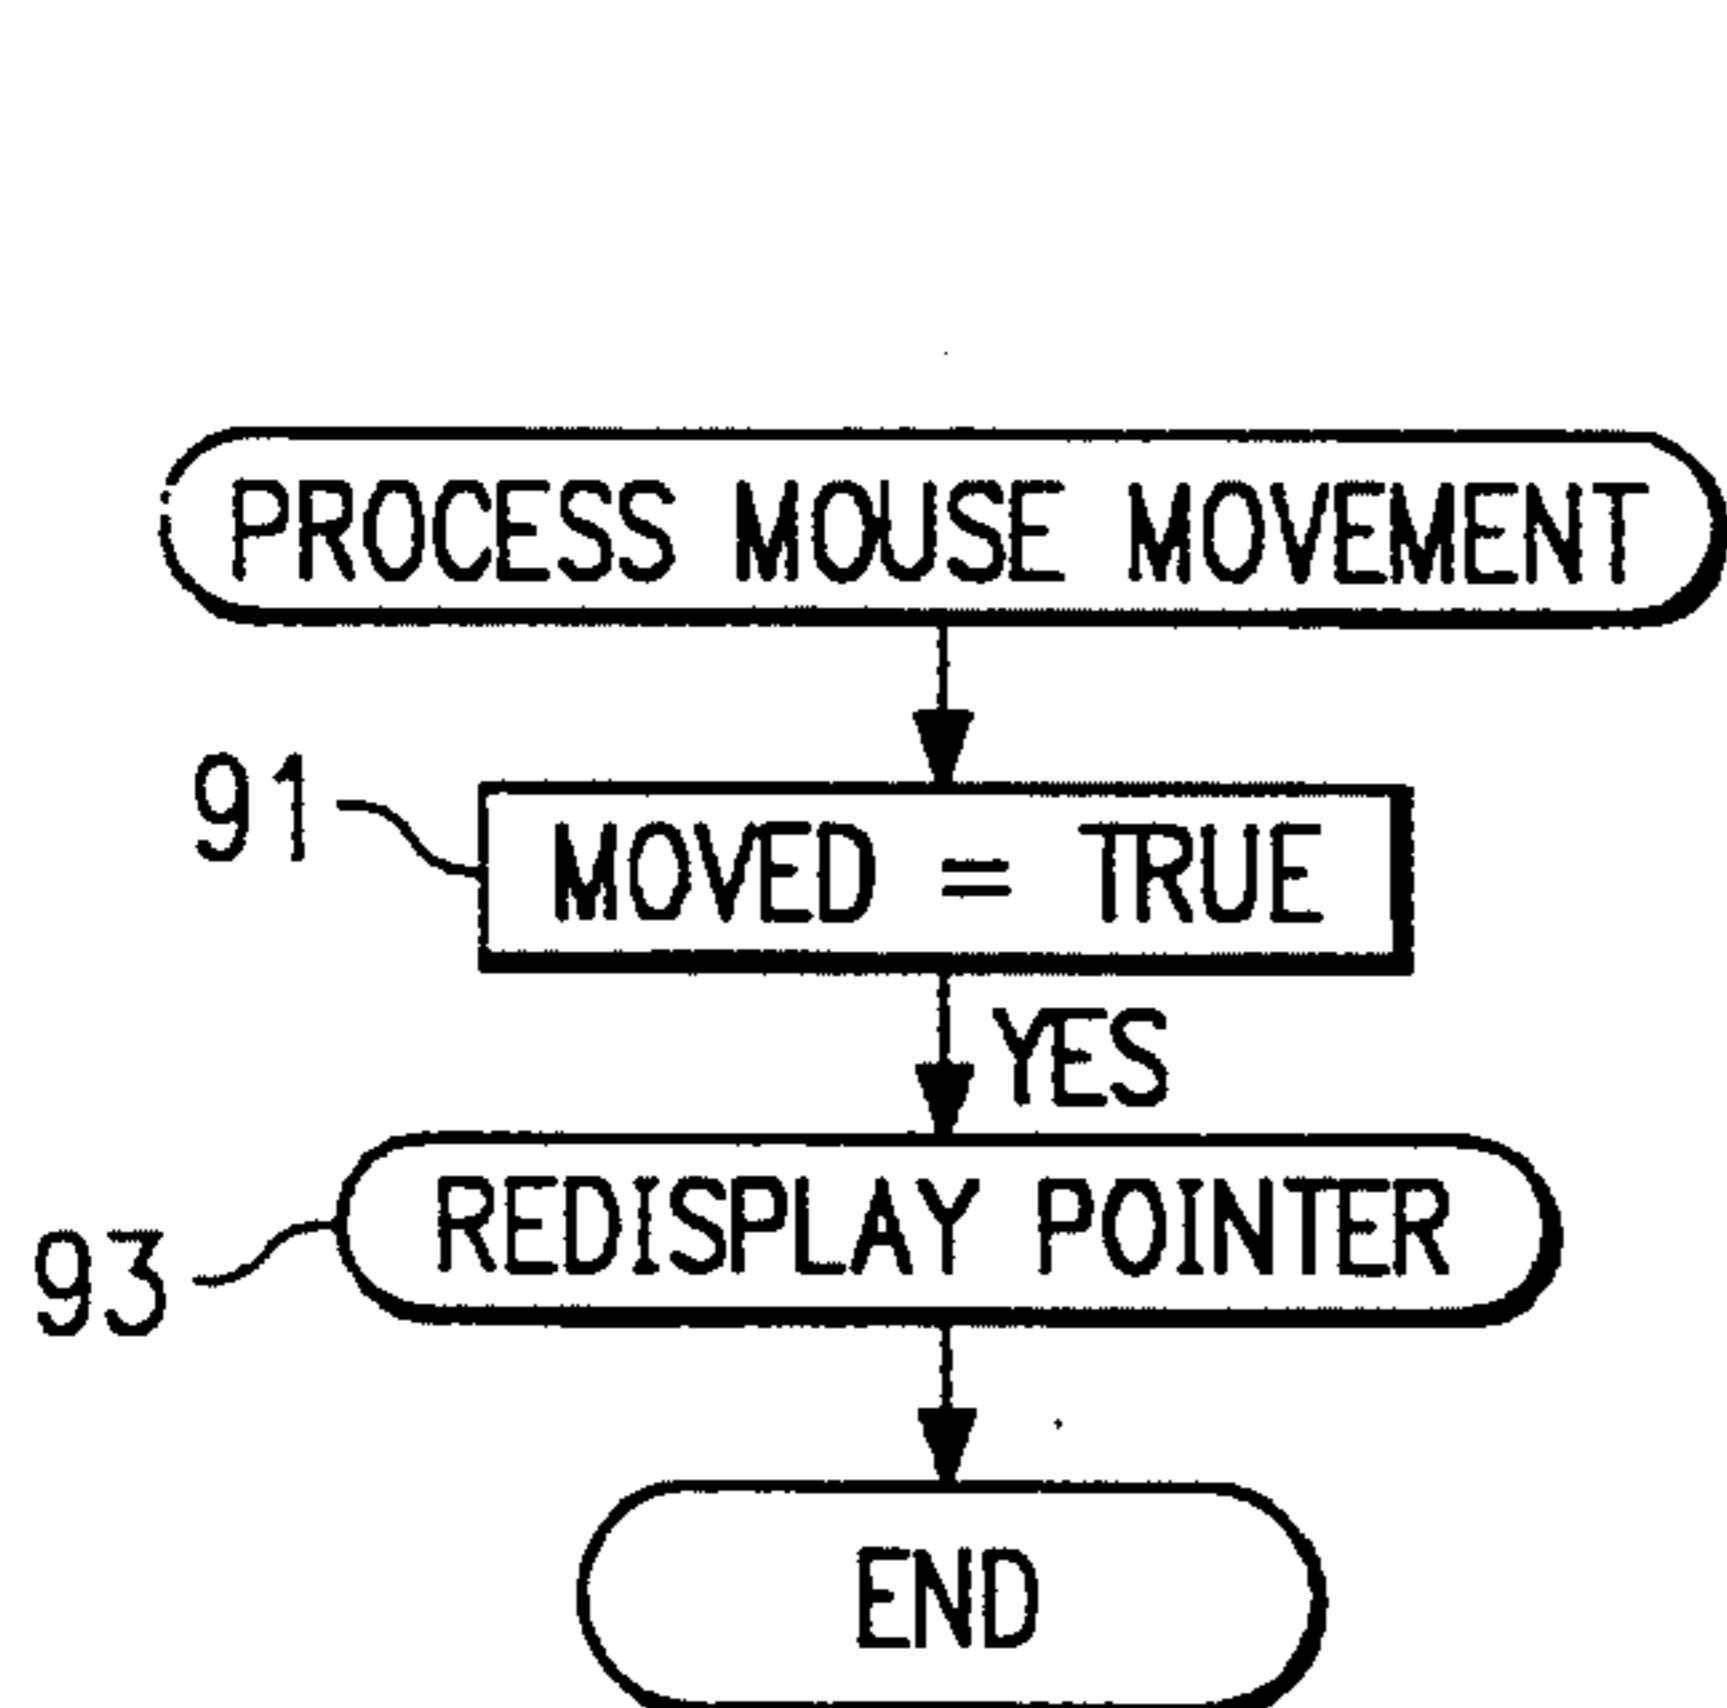 PROCESS MOUSE MOVEMENT
91
MOVED = TRUE
YES
REDISPLAY POINTER
93
END